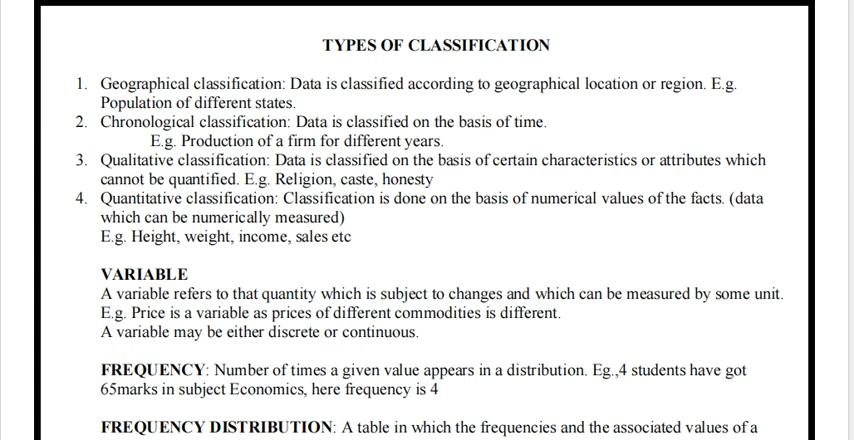 TYPES OF CLASSIFICATION
1. Geographical classification: Data is classified according to geographical location or region. E.g.
Population of different states.
2. Chronological classification: Data is classified on the basis of time.
E.g. Production of a firm for different years.
3. Qualitative classification: Data is classified on the basis of certain characteristics or attributes which
cannot be quantified. E.g. Religion, caste, honesty
4. Quantitative classification: Classification is done on the basis of numerical values of the facts. (data
which can be numerically measured)
E.g. Height, weight, income, sales etc
VARIABLE
A variable refers to that quantity which is subject to changes and which can be measured by some unit.
E.g. Price is a variable as prices of different commodities is different.
A variable may be either discrete or continuous.
FREQUENCY: Number of times a given value appears in a distribution. Eg.,4 students have got
65marks in subject Economics, here frequency is 4
FREQUENCY DISTRIBUTION: A table in which the frequencies and the associated values of a